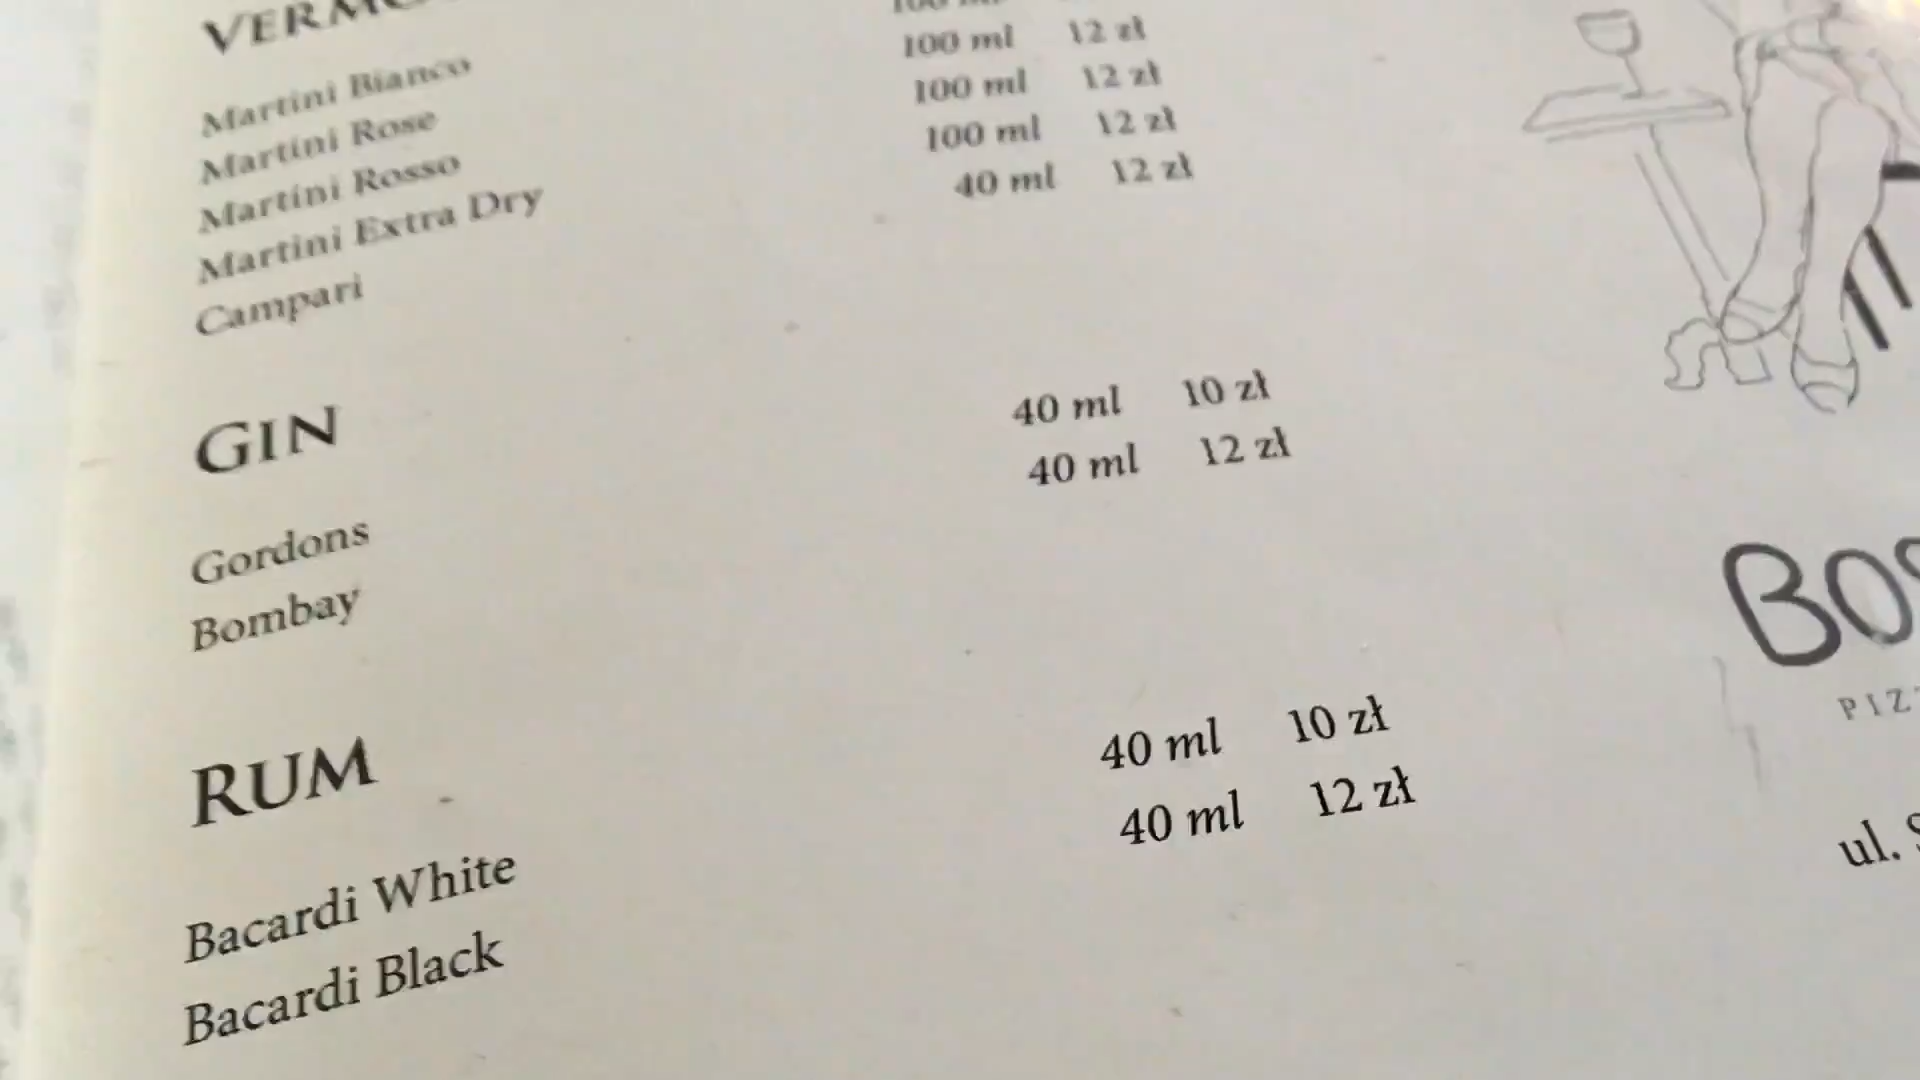 Martini Bianco 100 ml
Martini Rose 100 ml 12 zł
Martini Rosso 100 ml 12 zł
Martini Extra Dry 100 ml 12 zł
Campari 40 ml 12 zł
GIN
Gordons 40 ml 10 zł
Bombay 40 ml 12 zł
RUM
Bacardi White 40 ml 10 zł
Bacardi Black 40 ml 12 zł
ul.